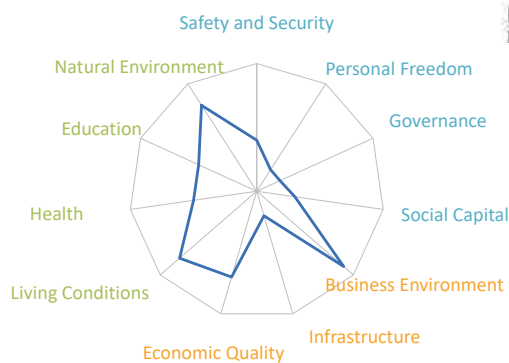 Safety and Security
Natural Environment
Personal Freedom
Education
Governance
Health
Social Capital
Living Conditions
Business Environment
Infrastructure
Economic Quality